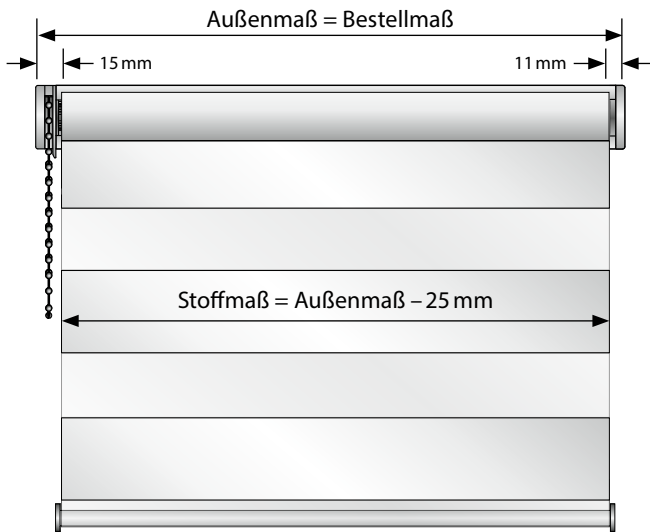 Außenmaß = Bestellmaß
15 mm
11 mm
Stoffmaß = Außenmaß – 25 mm